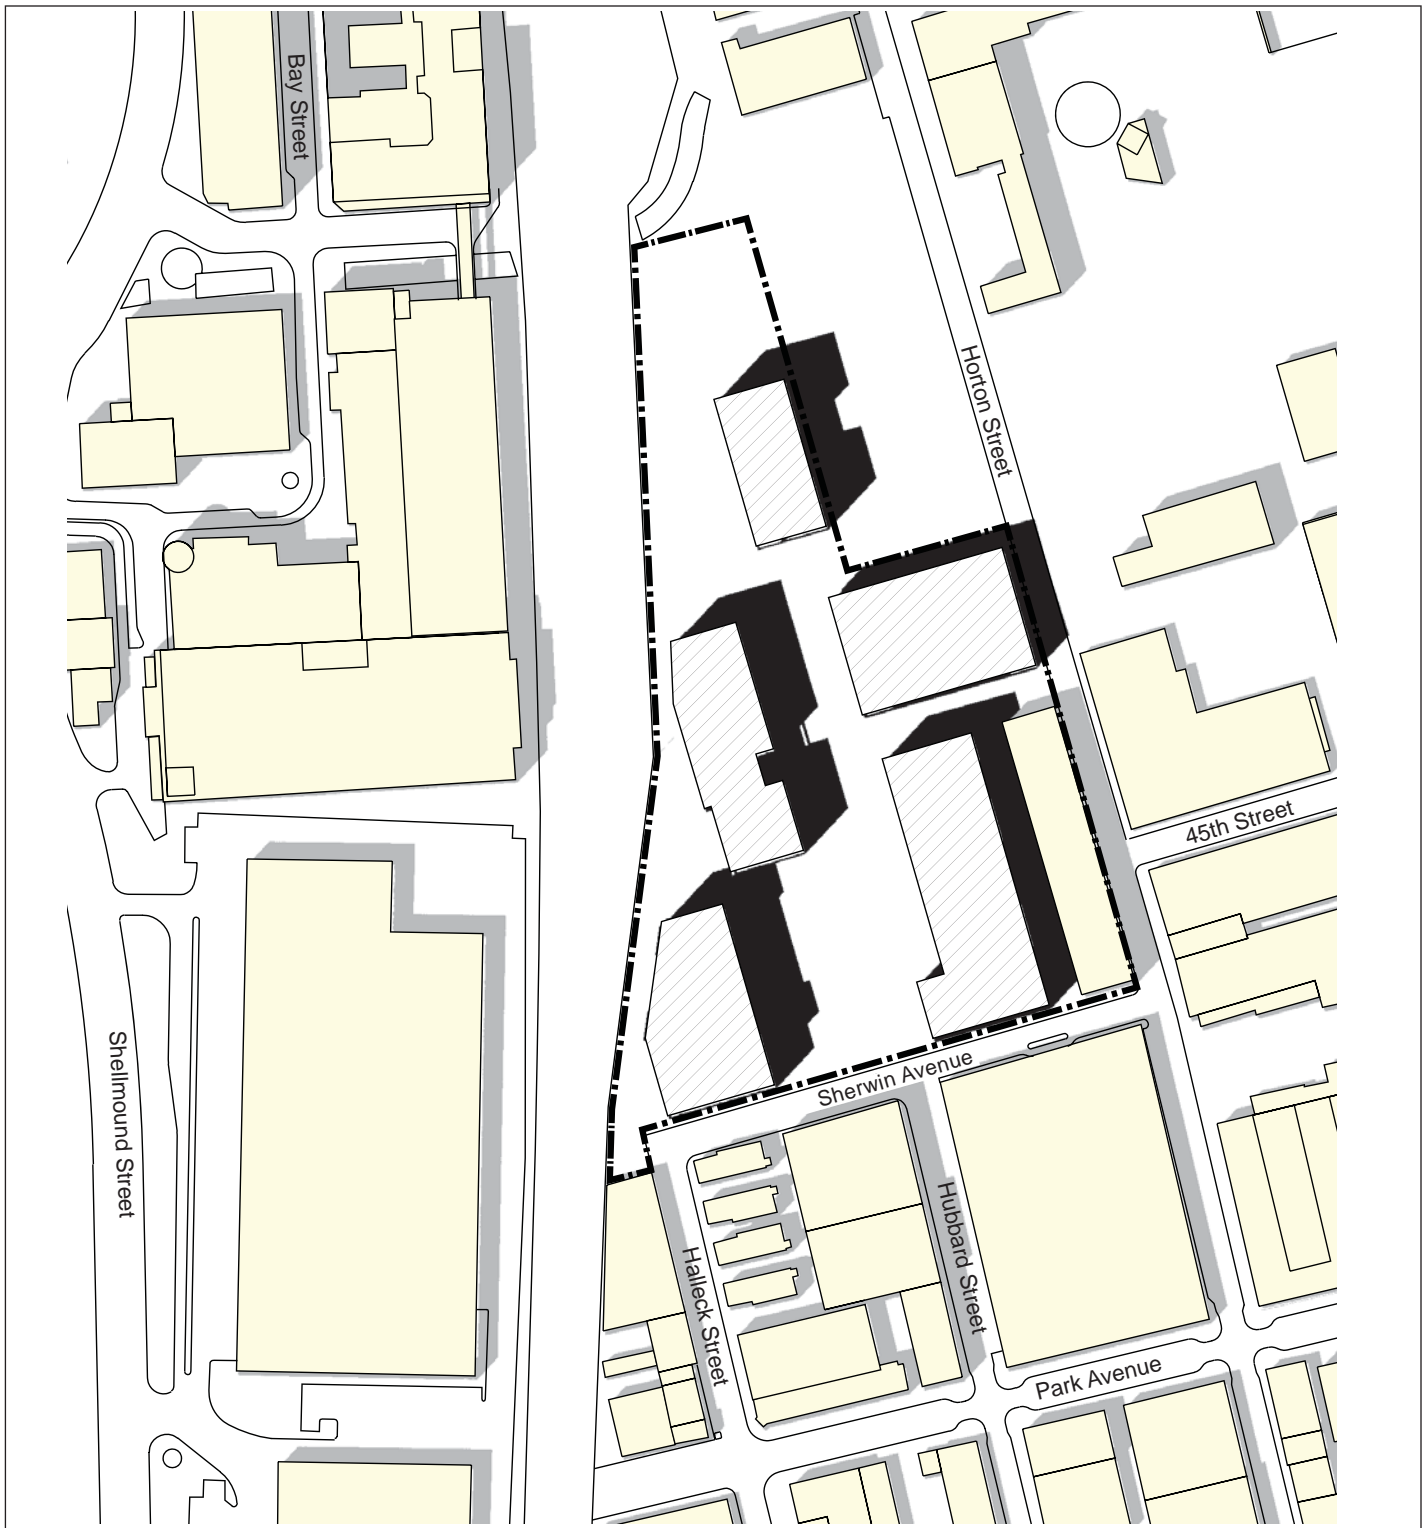 Bay Street
Horton Street
45th Street
Shellmound Street
Sherwin Avenue
Hubbard Street
Halleck Street
Park Avenue